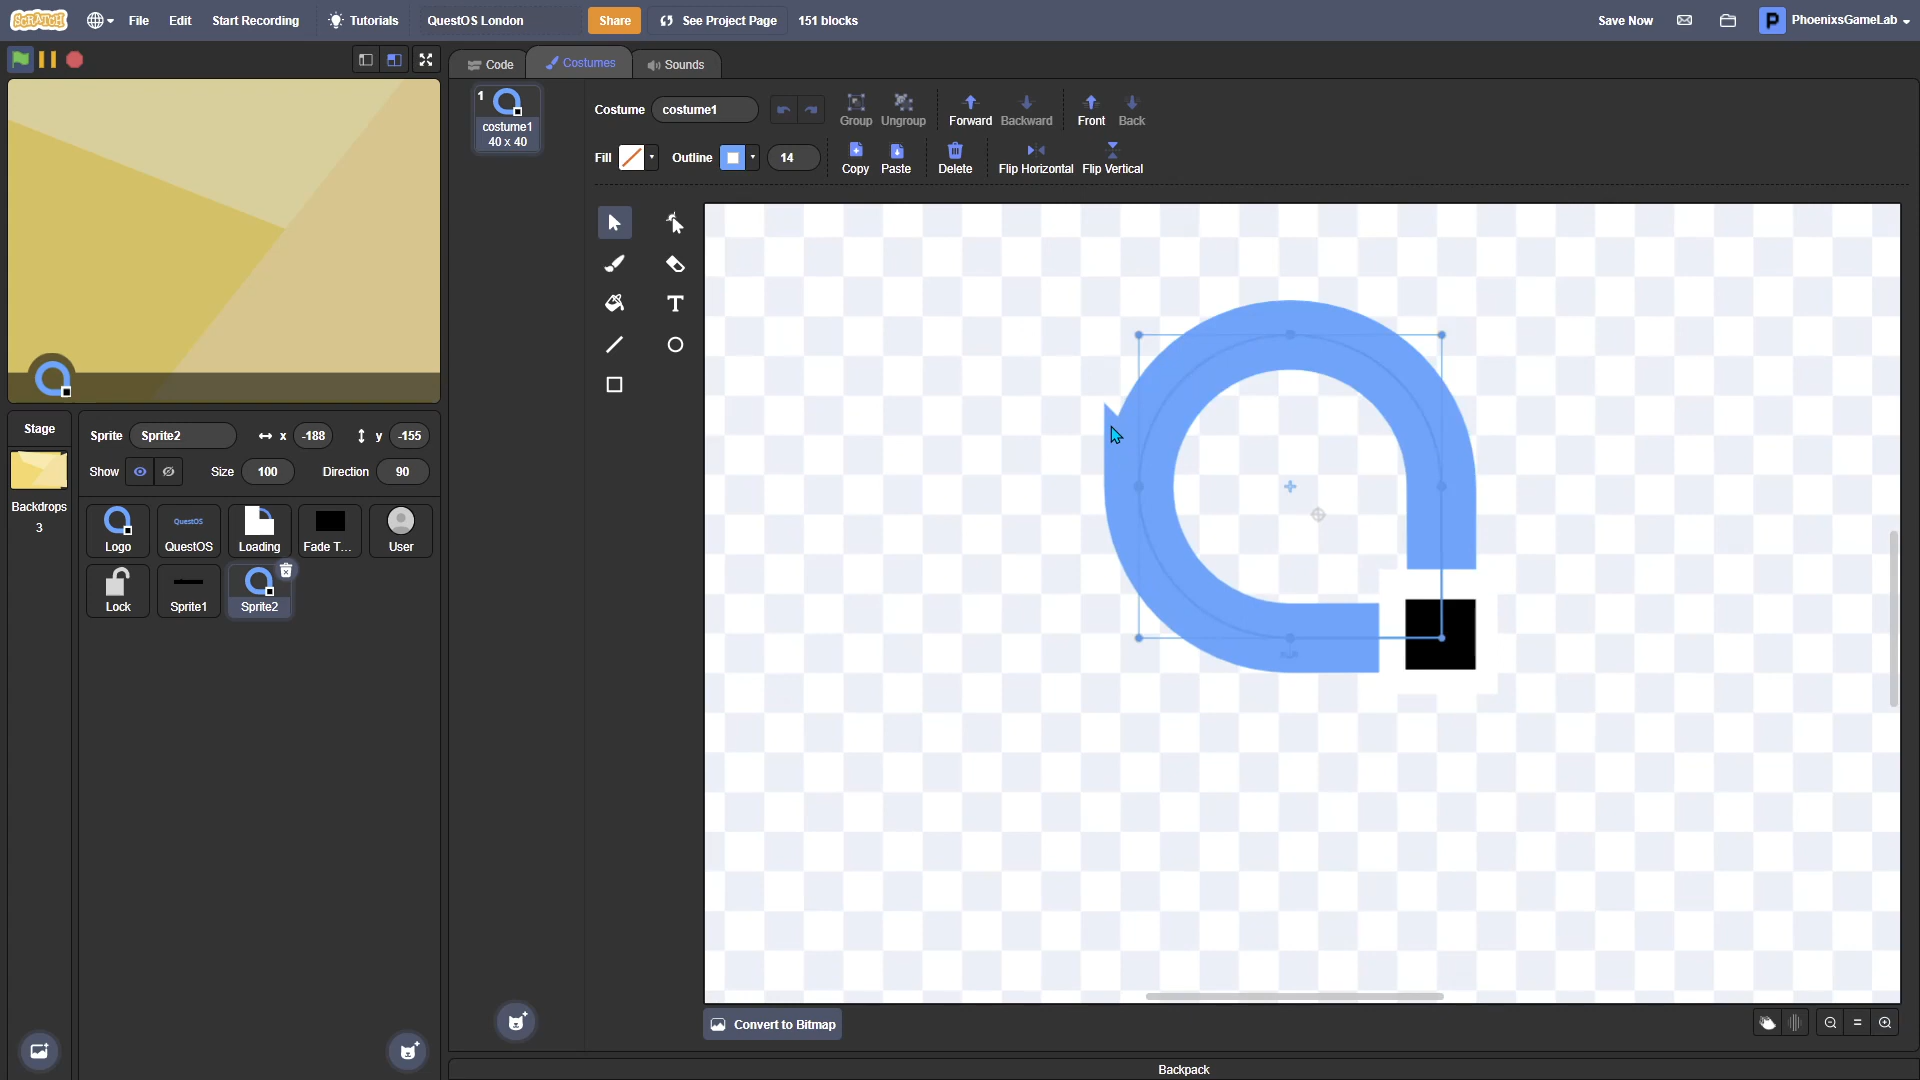 SCRATCH
File
Edit
Start Recording
Tutorials
QuestOS London
Share
See Project Page
151 blocks
Save Now
P
PhoenixsGameLab
Code
Costumes
Sounds
1
costume1
40 x 40
Costume
costume1
Group
Ungroup
Forward
Backward
Front
Back
Fill
Outline
14
Copy
Paste
Delete
Flip Horizontal
Flip Vertical
T
Stage
Backdrops
3
Sprite
Sprite2
x
-188
y
-155
Show
Size
100
Direction
90
Logo
QuestOS
QuestOS
Loading
Fade T...
User
Lock
Sprite1
Sprite2
Convert to Bitmap
Backpack